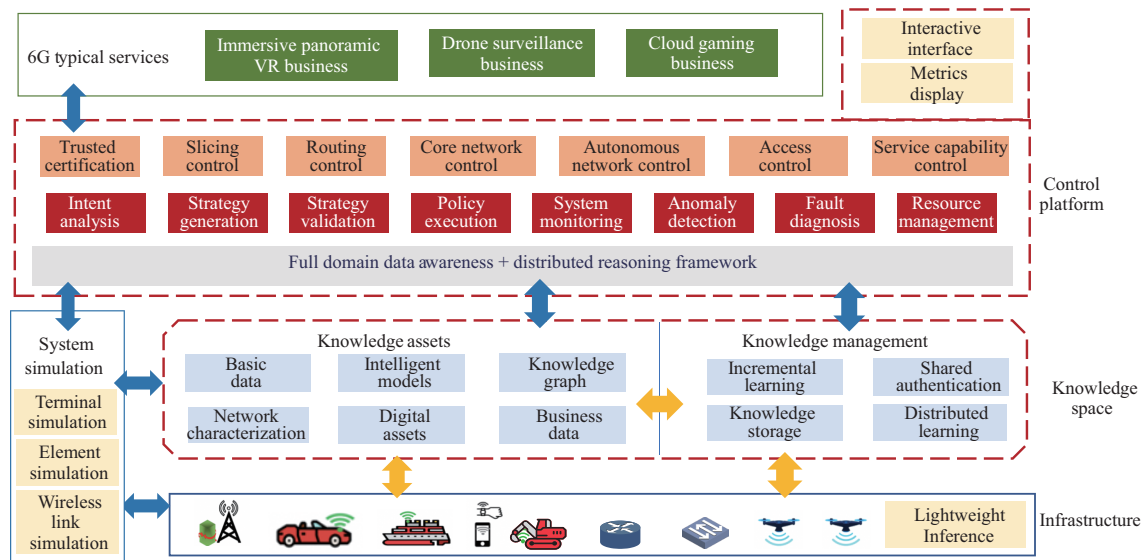 6G typical services
Immersive panoramic
VR business
Drone surveillance
business
Cloud gaming
business
Interactive
interface
Metrics
display
Trusted
certification
Slicing
control
Routing
control
Core network
control
Autonomous
network control
Access
control
Service capability
control
Intent
analysis
Strategy
generation
Strategy
validation
Policy
execution
System
monitoring
Anomaly
detection
Fault
diagnosis
Resource
management
Control
platform
Full domain data awareness + distributed reasoning framework
System
simulation
Terminal
simulation
Element
simulation
Wireless
link
simulation
Knowledge assets
Basic
data
Intelligent
models
Knowledge
graph
Network
characterization
Digital
assets
Business
data
Knowledge management
Incremental
learning
Shared
authentication
Knowledge
storage
Distributed
learning
Knowledge
space
Lightweight
Inference
Infrastructure